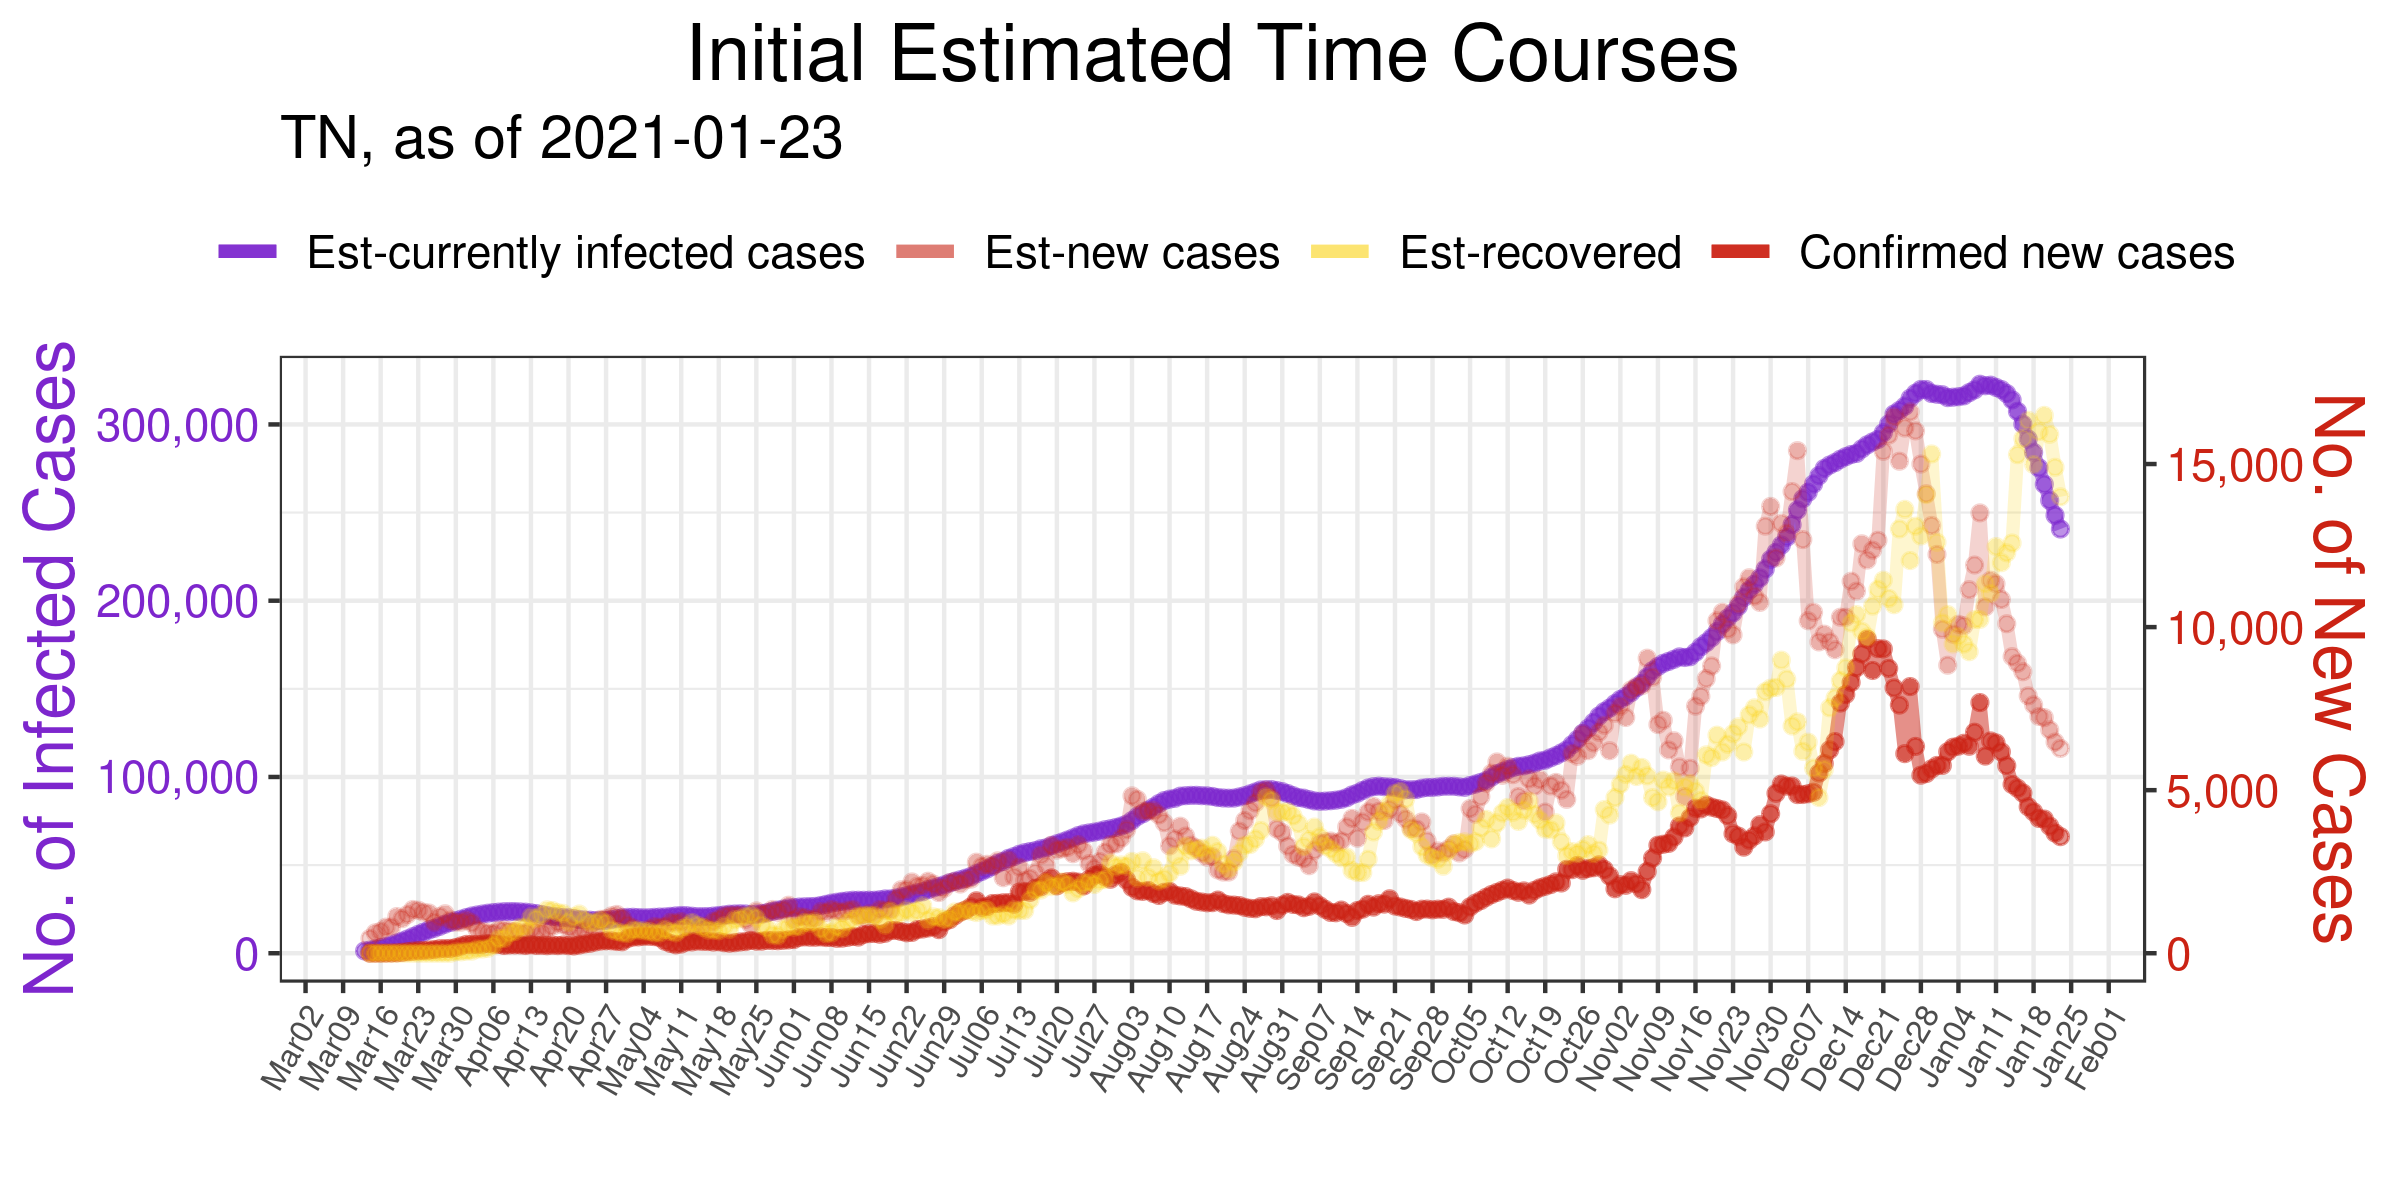 Initial Estimated Time Courses
TN, as of 2021-01-23
Est-currently infected cases Est-new cases Est-recovered Confirmed new cases
No. of Infected Cases
300,000
200,000
100,000
0
15,000
10,000
5,000
0
No. of New Cases
Mar02 Mar09 Mar16 Mar23 Mar30 Apr06 Apr13 Apr20 Apr27 May04 May11 May18 May25 Jun01 Jun08 Jun15 Jun22 Jun29 Jul06 Jul13 Jul20 Jul27 Aug03 Aug10 Aug17 Aug24 Aug31 Sep07 Sep14 Sep21 Sep28 Oct05 Oct12 Oct19 Oct26 Nov02 Nov09 Nov16 Nov23 Nov30 Dec07 Dec14 Dec21 Dec28 Jan04 Jan11 Jan18 Jan25 Feb01